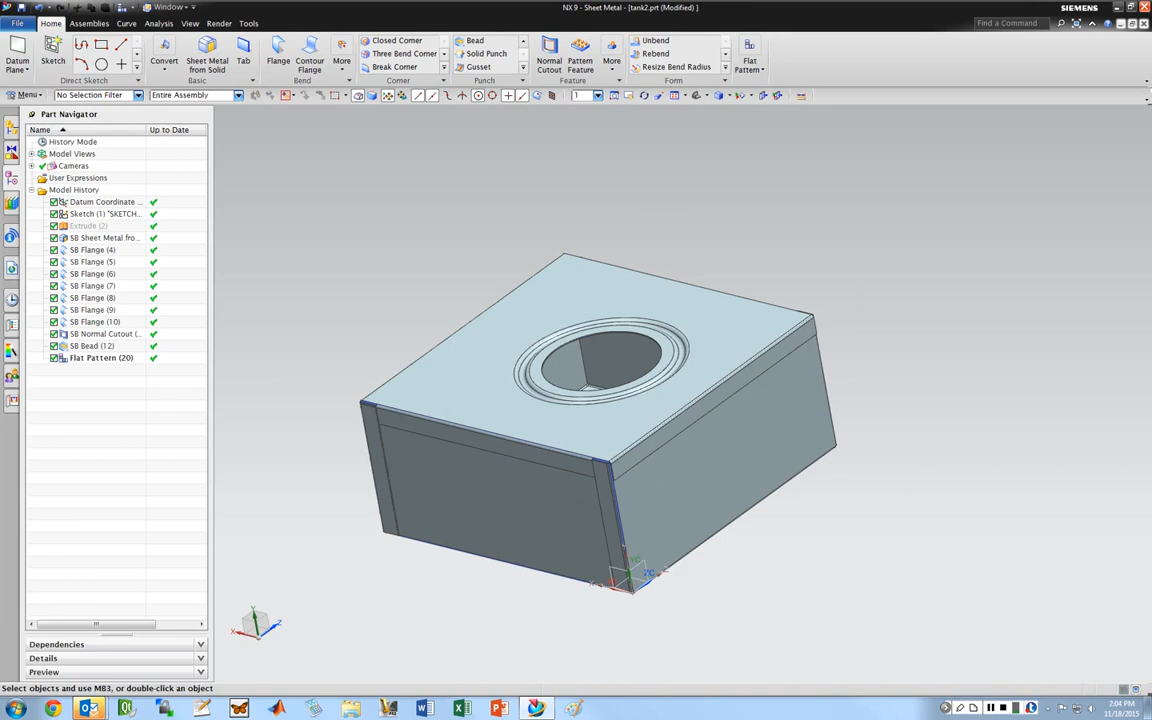 Window
NX 9 - Sheet Metal - [tank2.prt (Modified) ]
SIEMENS
File Home Assemblies Curve Analysis View Render Tools
Find a Command
Datum Plane
Sketch
Direct Sketch
Convert
Sheet Metal from Solid
Tab
Basic
Flange
Contour Flange
More
Bend
Closed Corner
Three Bend Corner
Break Corner
Corner
Bead
Solid Punch
Gusset
Punch
Normal Cutout
Pattern Feature
More
Feature
Unbend
Rebend
Resize Bend Radius
Form
Flat Pattern
Menu
No Selection Filter
Entire Assembly
1
Part Navigator
Name Up to Date
History Mode
Model Views
Cameras
User Expressions
Model History
Datum Coordinate ...
Sketch (1) "SKETCH...
Extrude (2)
SB Sheet Metal fro...
SB Flange (4)
SB Flange (5)
SB Flange (6)
SB Flange (7)
SB Flange (8)
SB Flange (9)
SB Flange (10)
SB Normal Cutout (...
SB Bead (12)
Flat Pattern (20)
YC
X
Y
Z
Dependencies
Details
Preview
Select objects and use MB3, or double-click an object
2:04 PM
11/18/2015